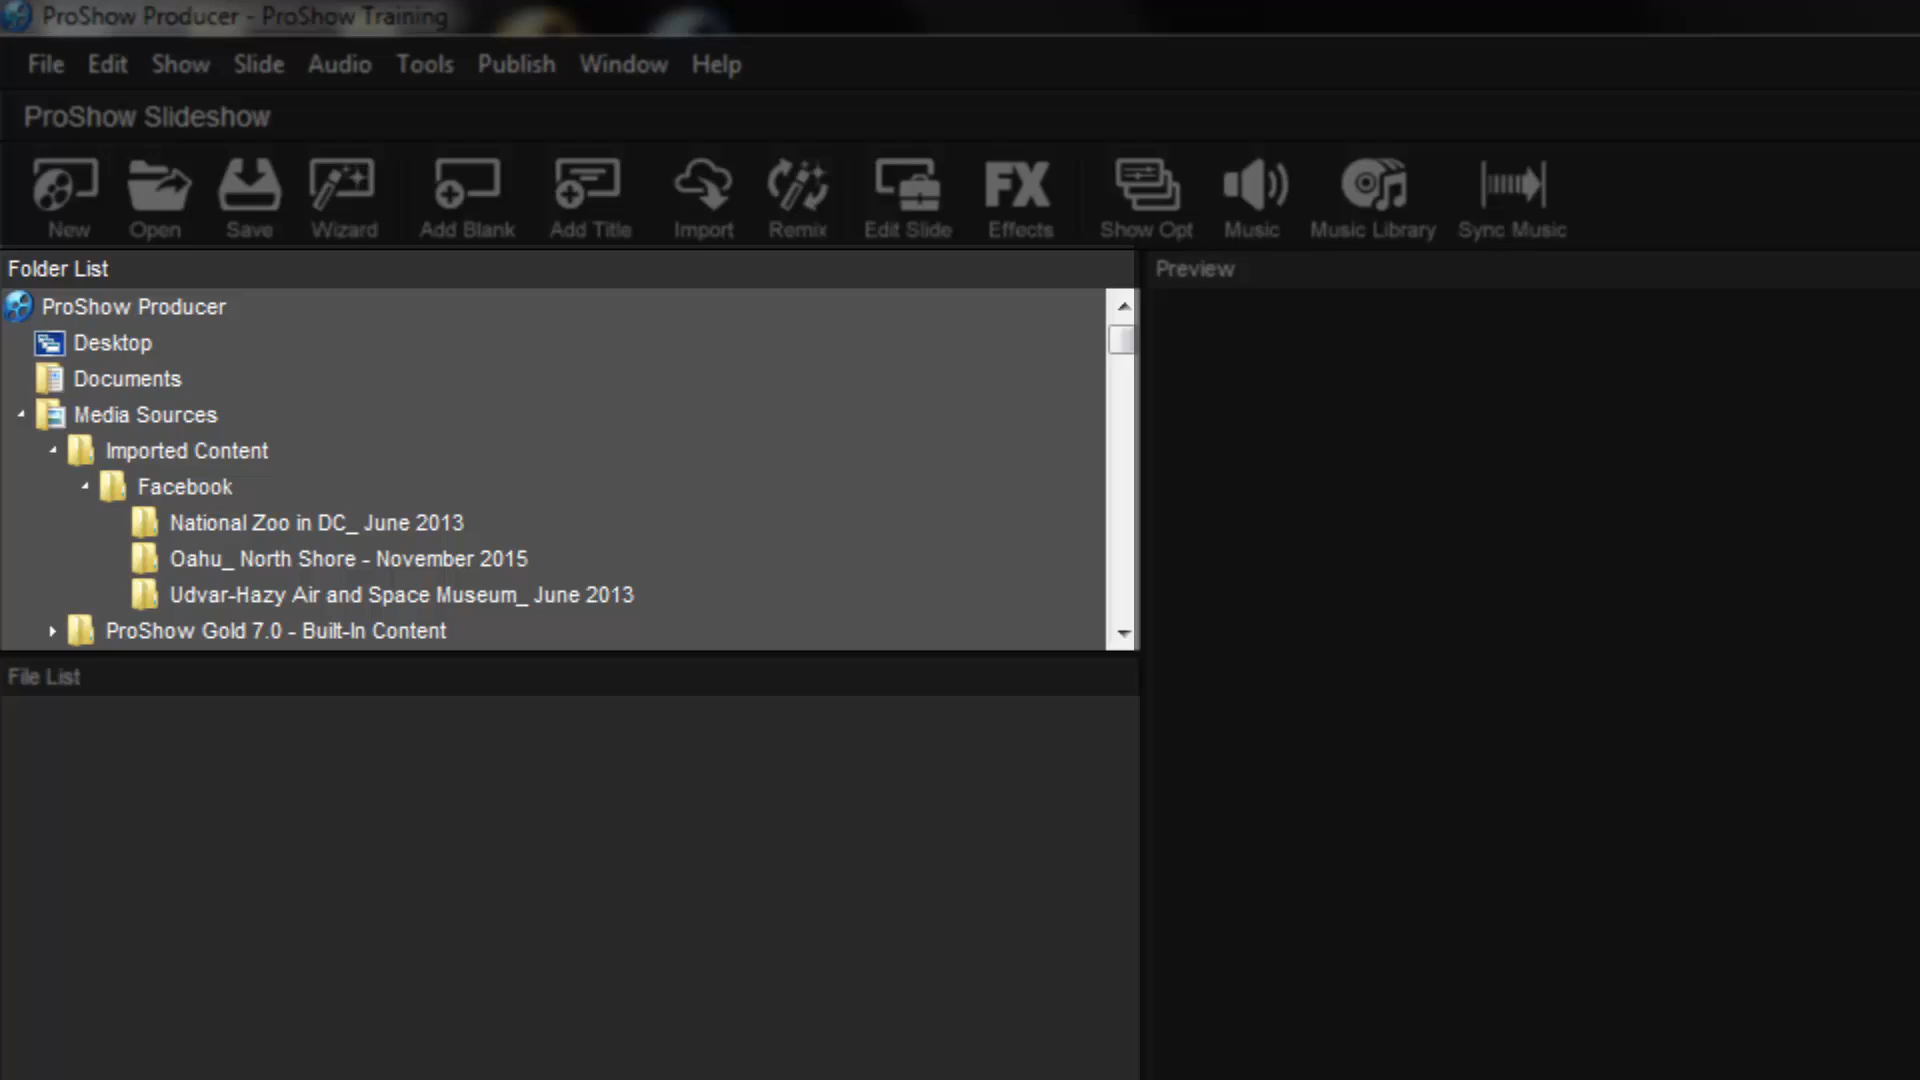 ProShow Producer - ProShow Training
File Edit Show Slide Audio Tools Publish Window Help
ProShow Slideshow
New Open Save Wizard Add Blank Add Title Import Remix Edit Slide FX Effects Show Opt Music Music Library Sync Music
Folder List
Preview
ProShow Producer
Desktop
Documents
Media Sources
Imported Content
Facebook
National Zoo in DC_ June 2013
Oahu_ North Shore - November 2015
Udvar-Hazy Air and Space Museum_ June 2013
ProShow Gold 7.0 - Built-In Content
File List